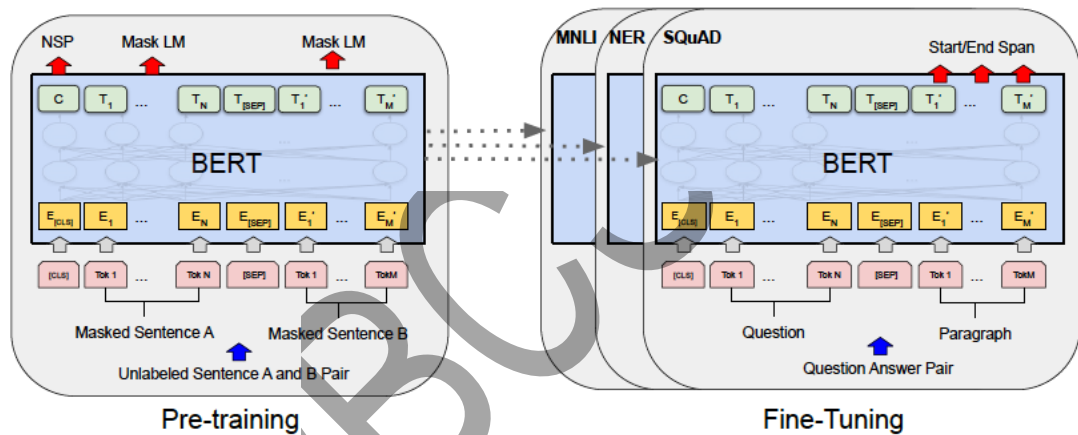 NSP Mask LM Mask LM
C T1 ... TN T[SEP] T1' ... TM'
...
BERT
...
E[CLS] E1 ... EN E[SEP] E1' ... EM'
[CLS] Tok 1 ... Tok N [SEP] Tok 1 ... TokM
Masked Sentence A Masked Sentence B
Unlabeled Sentence A and B Pair
Pre-training
MNLI NER SQuAD
Start/End Span
C T1 ... TN T[SEP] T1' ... TM'
...
BERT
...
E[CLS] E1 ... EN E[SEP] E1' ... EM'
[CLS] Tok 1 ... Tok N [SEP] Tok 1 ... TokM
Question Paragraph
Question Answer Pair
Fine-Tuning